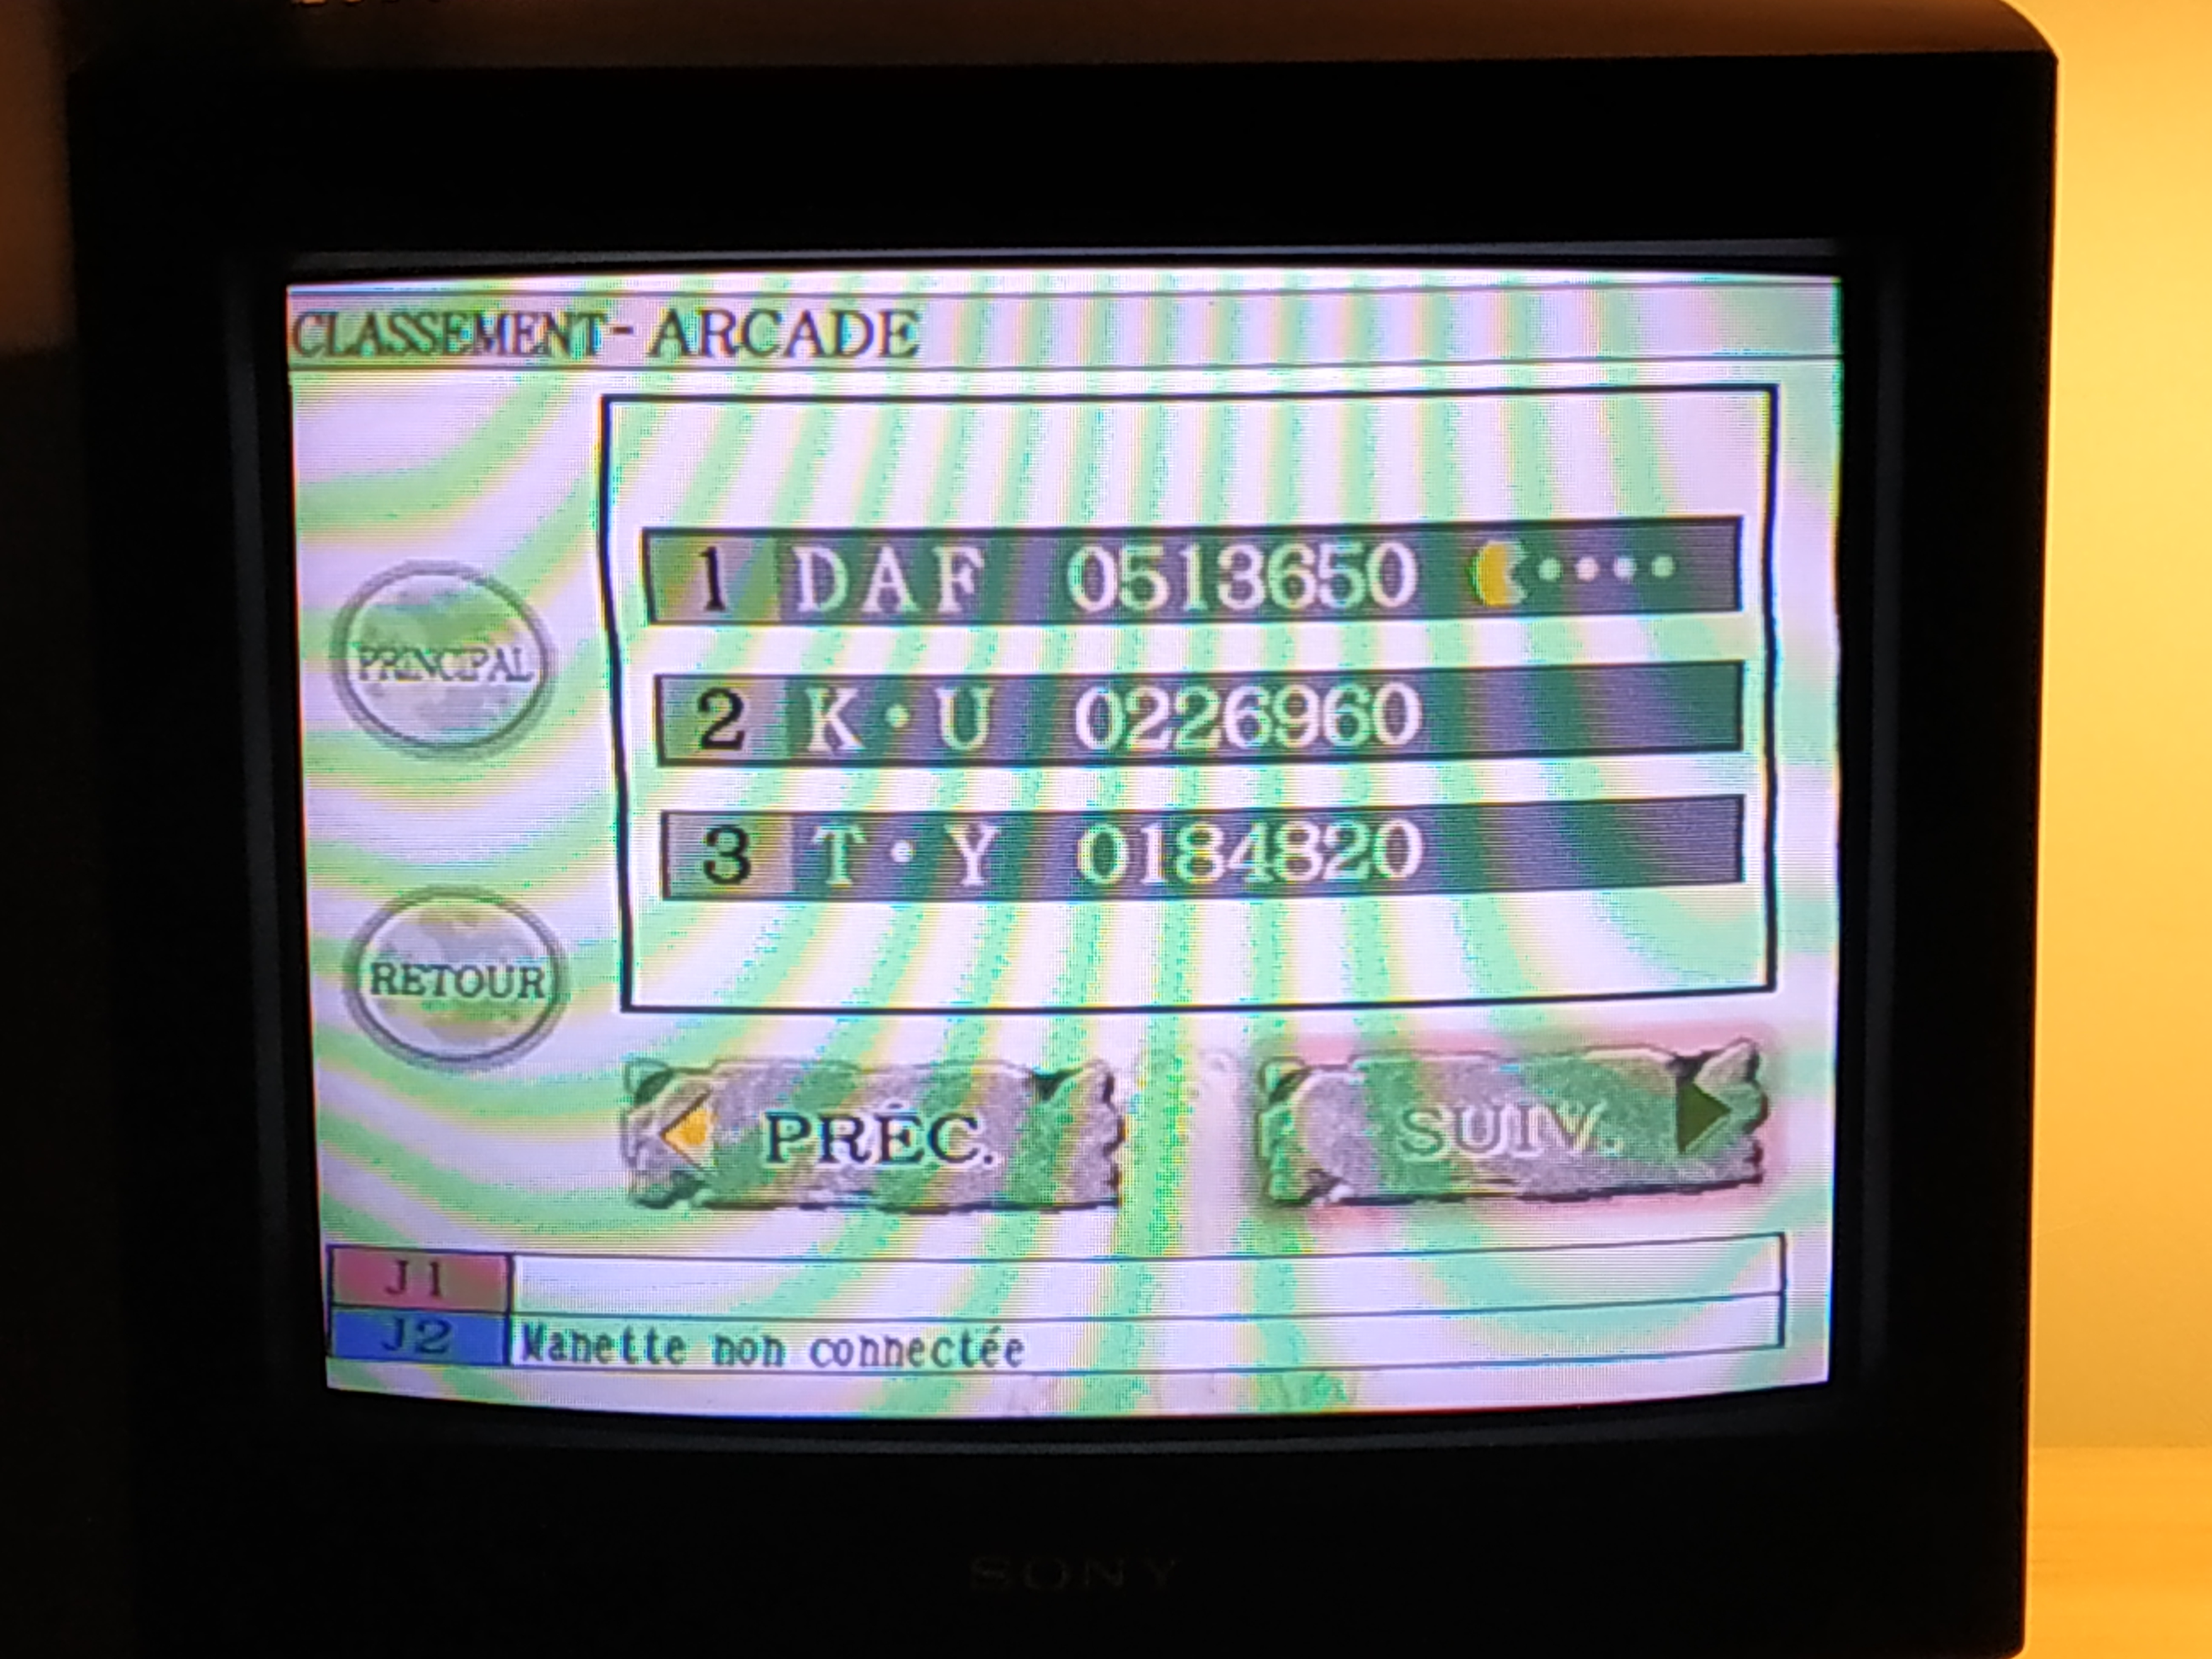 CLASSEMENT- ARCADE
1 DAF 0513650
2 K・U 0226960
3 T・Y 0184820
PRINCIPAL
RETOUR
PRÉC.
SUIV.
J1
J2 Manette non connectée
SONY